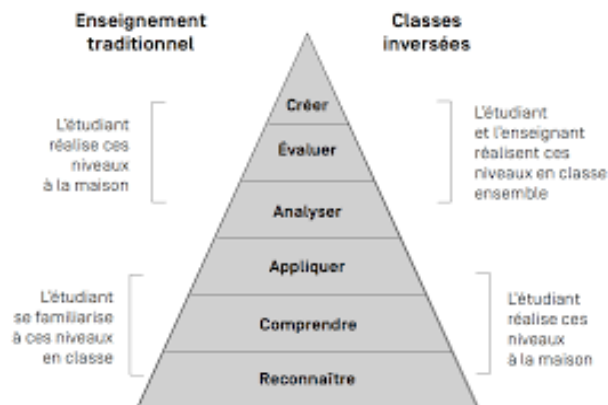 Enseignement
traditionnel
Classes
inversées
L'étudiant
réalise ces
niveaux
à la maison
Créer
Évaluer
Analyser
L'étudiant
et l'enseignant
réalisent ces
niveaux en classe
ensemble
L'étudiant
se familiarise
à ces niveaux
en classe
Appliquer
Comprendre
Reconnaître
L'étudiant
réalise ces
niveaux
à la maison